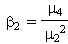 β₂ = μ₄ / μ₂²